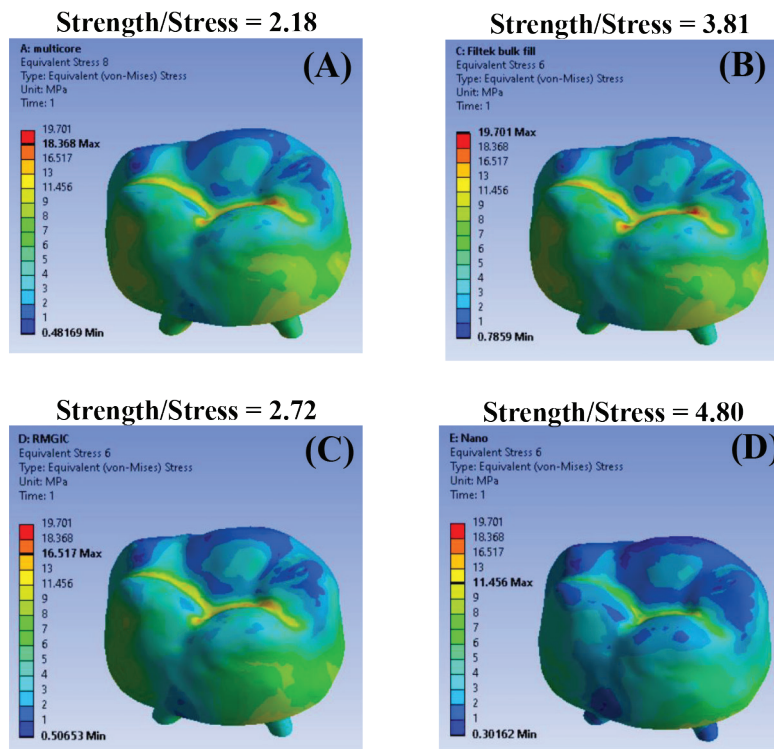 Strength/Stress = 2.18
A: multicore
Equivalent Stress 8
Type: Equivalent (von-Mises) Stress
Unit: MPa
Time: 1
(A)
19.701
18.368 Max
16.517
13
11.456
9
8
7
6
5
4
3
2
1
0.48169 Min
Strength/Stress = 3.81
C: Filtek bulk fill
Equivalent Stress 6
Type: Equivalent (von-Mises) Stress
Unit: MPa
Time: 1
(B)
19.701 Max
18.368
16.517
13
11.456
9
8
7
6
5
4
3
2
1
0.7859 Min
Strength/Stress = 2.72
D: RMGIC
Equivalent Stress 6
Type: Equivalent (von-Mises) Stress
Unit: MPa
Time: 1
(C)
19.701
18.368
16.517 Max
13
11.456
9
8
7
6
5
4
3
2
1
0.50653 Min
Strength/Stress = 4.80
E: Nano
Equivalent Stress 6
Type: Equivalent (von-Mises) Stress
Unit: MPa
Time: 1
(D)
19.701
18.368
16.517
13
11.456 Max
9
8
7
6
5
4
3
2
1
0.30162 Min